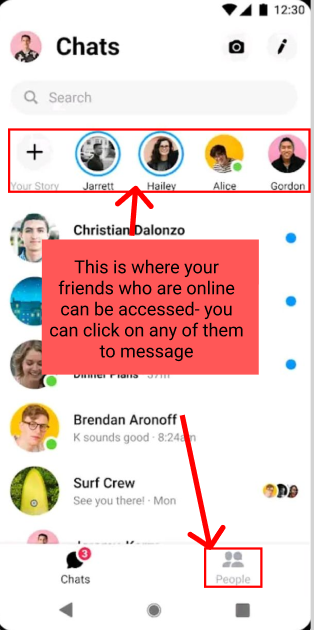 12:30
Chats
Search
Your Story
Jarrett
Hailey
Alice
Gordon
Christian Dalonzo
This is where your
friends who are online
can be accessed- you
can click on any of them
to message
Dinner Plans · 37m
Brendan Aronoff
K sounds good · 8:24am
Surf Crew
See you there! · Mon
3
Chats
People